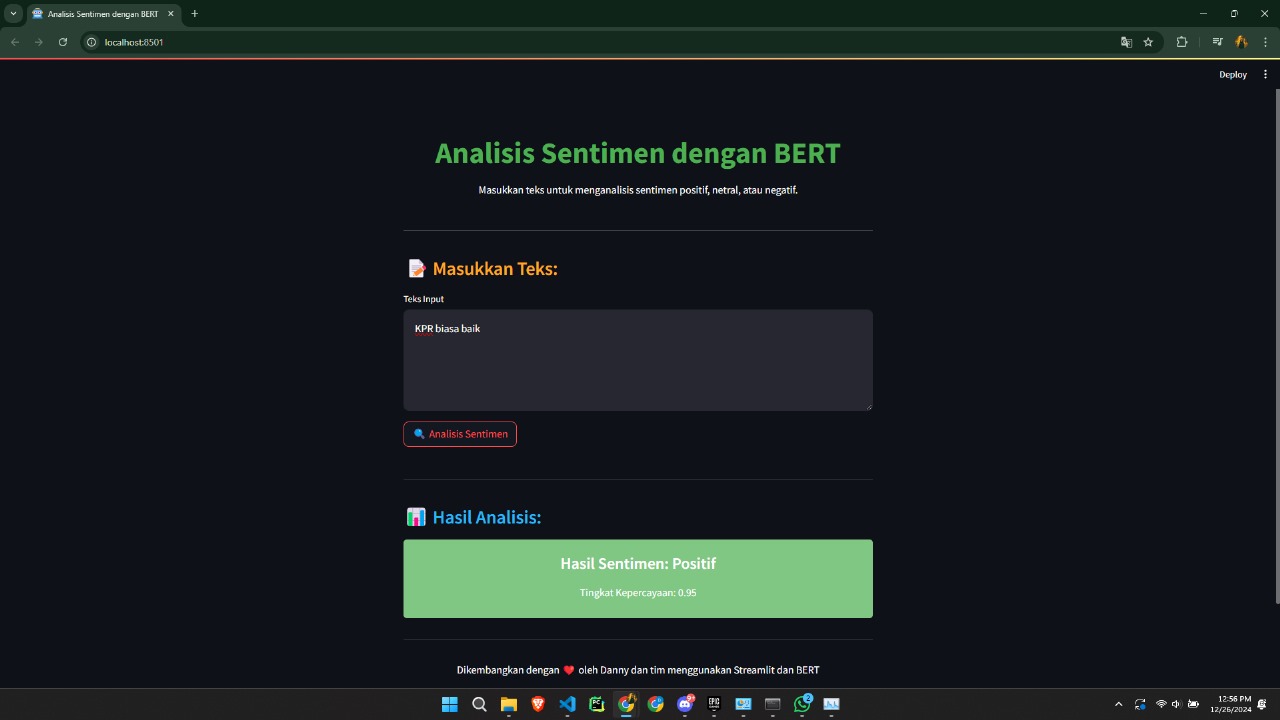 Analisis Sentimen dengan BERT
localhost:8501
Deploy
Analisis Sentimen dengan BERT
Masukkan teks untuk menganalisis sentimen positif, netral, atau negatif.
Masukkan Teks:
Teks Input
KPR biasa baik
Analisis Sentimen
Hasil Analisis:
Hasil Sentimen: Positif
Tingkat Kepercayaan: 0.95
Dikembangkan dengan ❤️ oleh Danny dan tim menggunakan Streamlit dan BERT
12:56 PM
12/26/2024